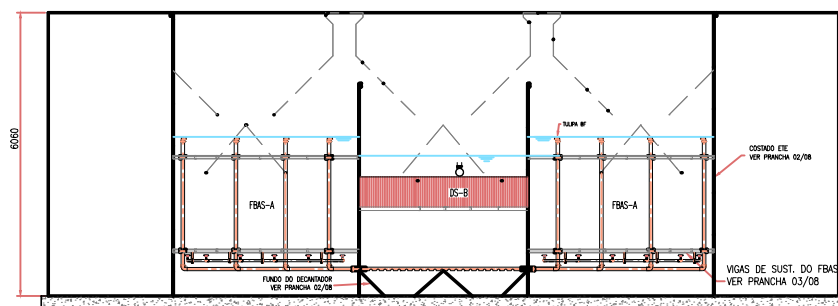 6060
TULIPA 8F
COSTADO ETE
VER PRANCHA 02/08
FBAS-A
DS-B
FBAS-A
FUNDO DO DECANTADOR
VER PRANCHA 02/08
VIGAS DE SUST. DO FBAS
VER PRANCHA 03/08